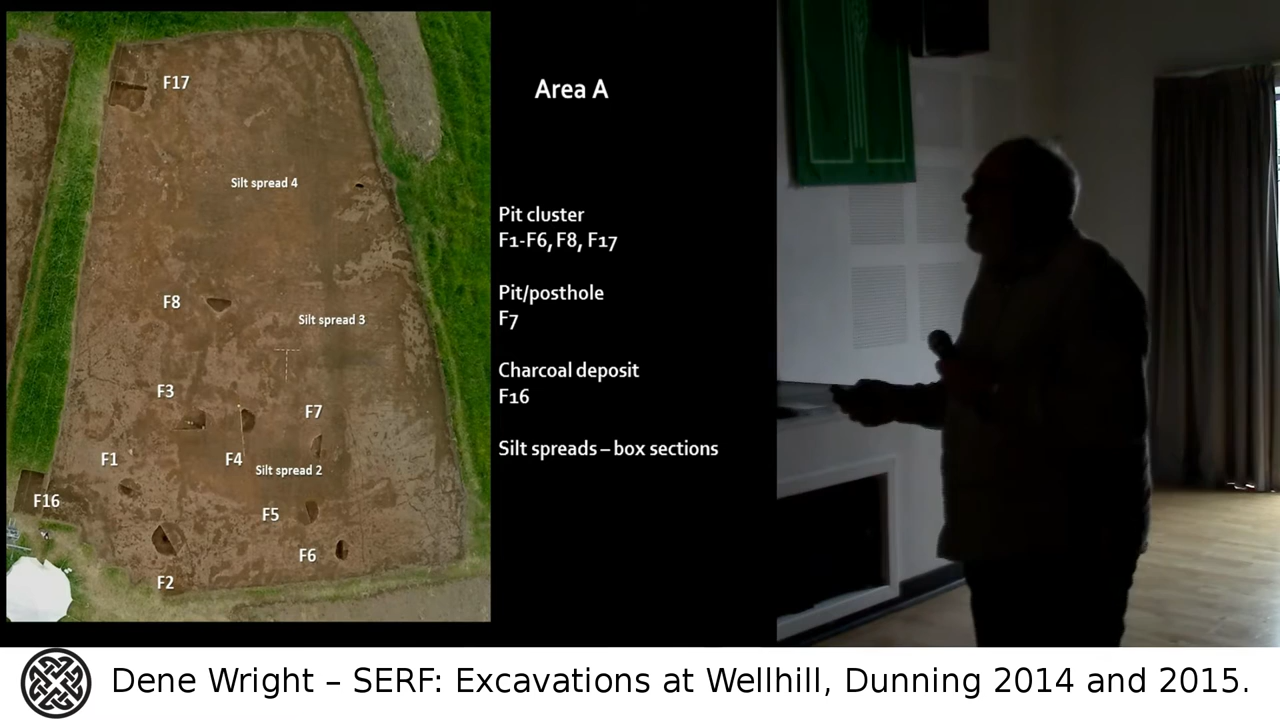 F17
Silt spread 4
F8
Silt spread 3
F3
F7
F1
F4
Silt spread 2
F16
F5
F6
F2
Area A
Pit cluster
F1-F6, F8, F17
Pit/posthole
F7
Charcoal deposit
F16
Silt spreads – box sections
Dene Wright – SERF: Excavations at Wellhill, Dunning 2014 and 2015.